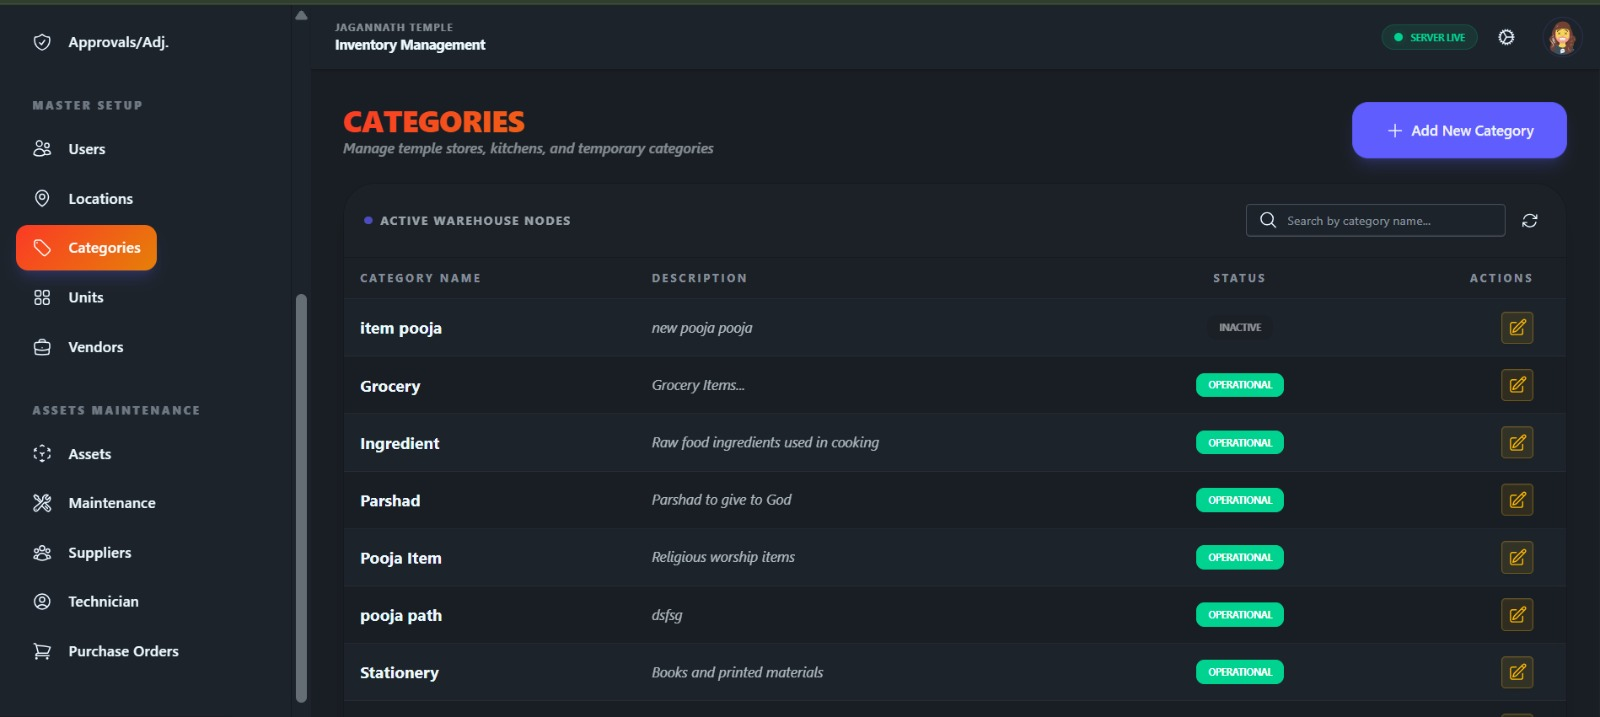 Approvals/Adj.
MASTER SETUP
Users
Locations
Categories
Units
Vendors
ASSETS MAINTENANCE
Assets
Maintenance
Suppliers
Technician
Purchase Orders
JAGANNATH TEMPLE
Inventory Management
SERVER LIVE
CATEGORIES
Manage temple stores, kitchens, and temporary categories
Add New Category
ACTIVE WAREHOUSE NODES
Search by category name...
CATEGORY NAME DESCRIPTION STATUS ACTIONS
item pooja new pooja pooja INACTIVE
Grocery Grocery Items... OPERATIONAL
Ingredient Raw food ingredients used in cooking OPERATIONAL
Parshad Parshad to give to God OPERATIONAL
Pooja Item Religious worship items OPERATIONAL
pooja path dsfsg OPERATIONAL
Stationery Books and printed materials OPERATIONAL